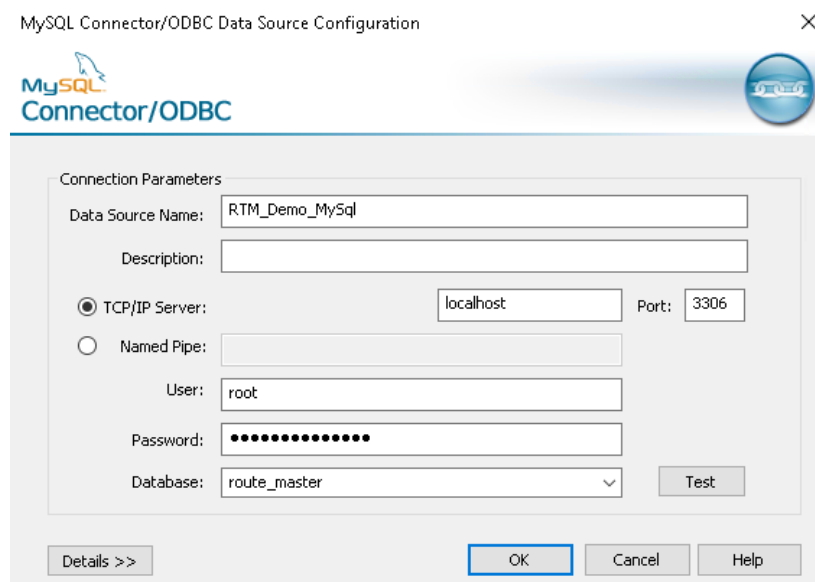 MySQL Connector/ODBC Data Source Configuration
MySQL
Connector/ODBC
Connection Parameters
Data Source Name: RTM_Demo_MySql
Description:
TCP/IP Server: localhost Port: 3306
Named Pipe:
User: root
Password: ••••••••••••••
Database: route_master Test
Details >> OK Cancel Help